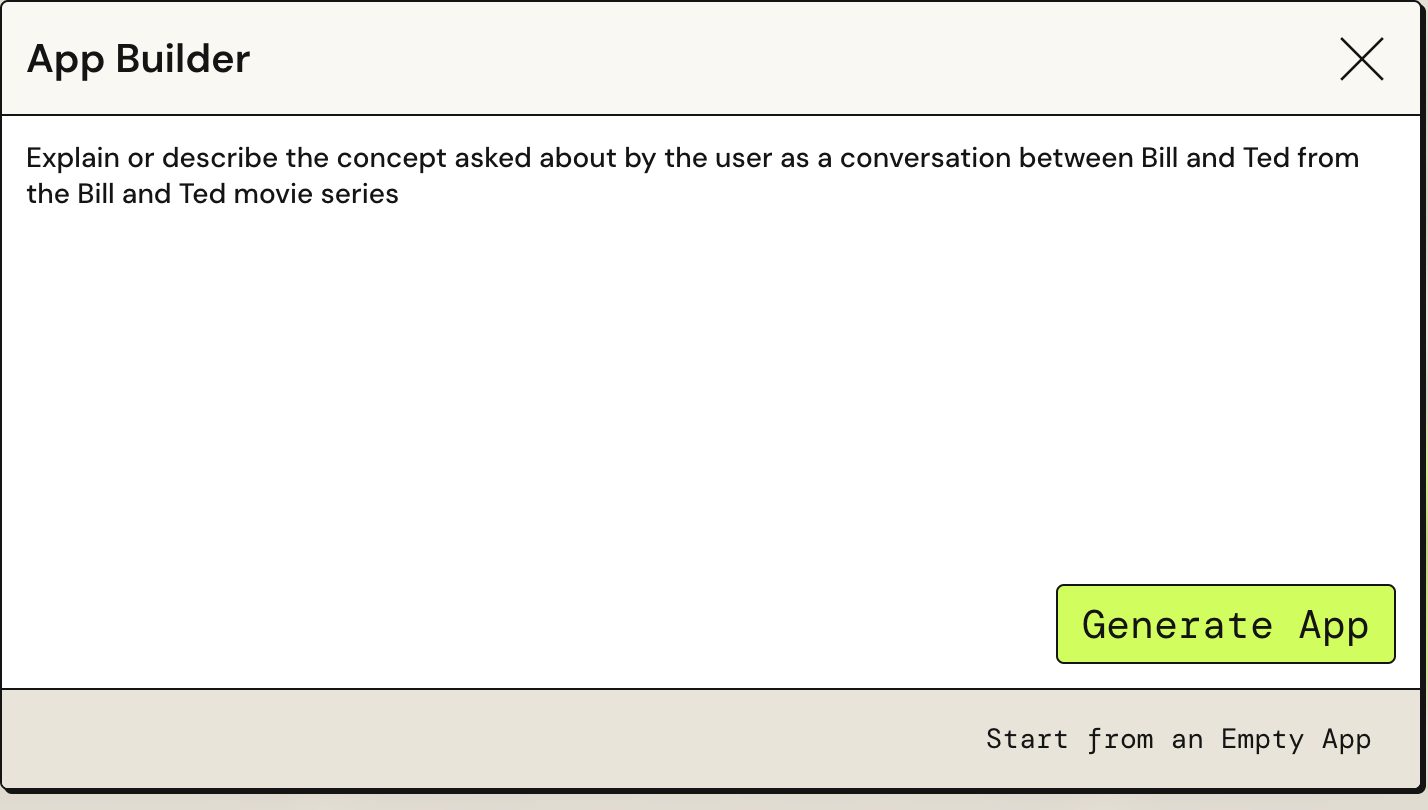 App Builder
Explain or describe the concept asked about by the user as a conversation between Bill and Ted from
the Bill and Ted movie series
Generate App
Start from an Empty App